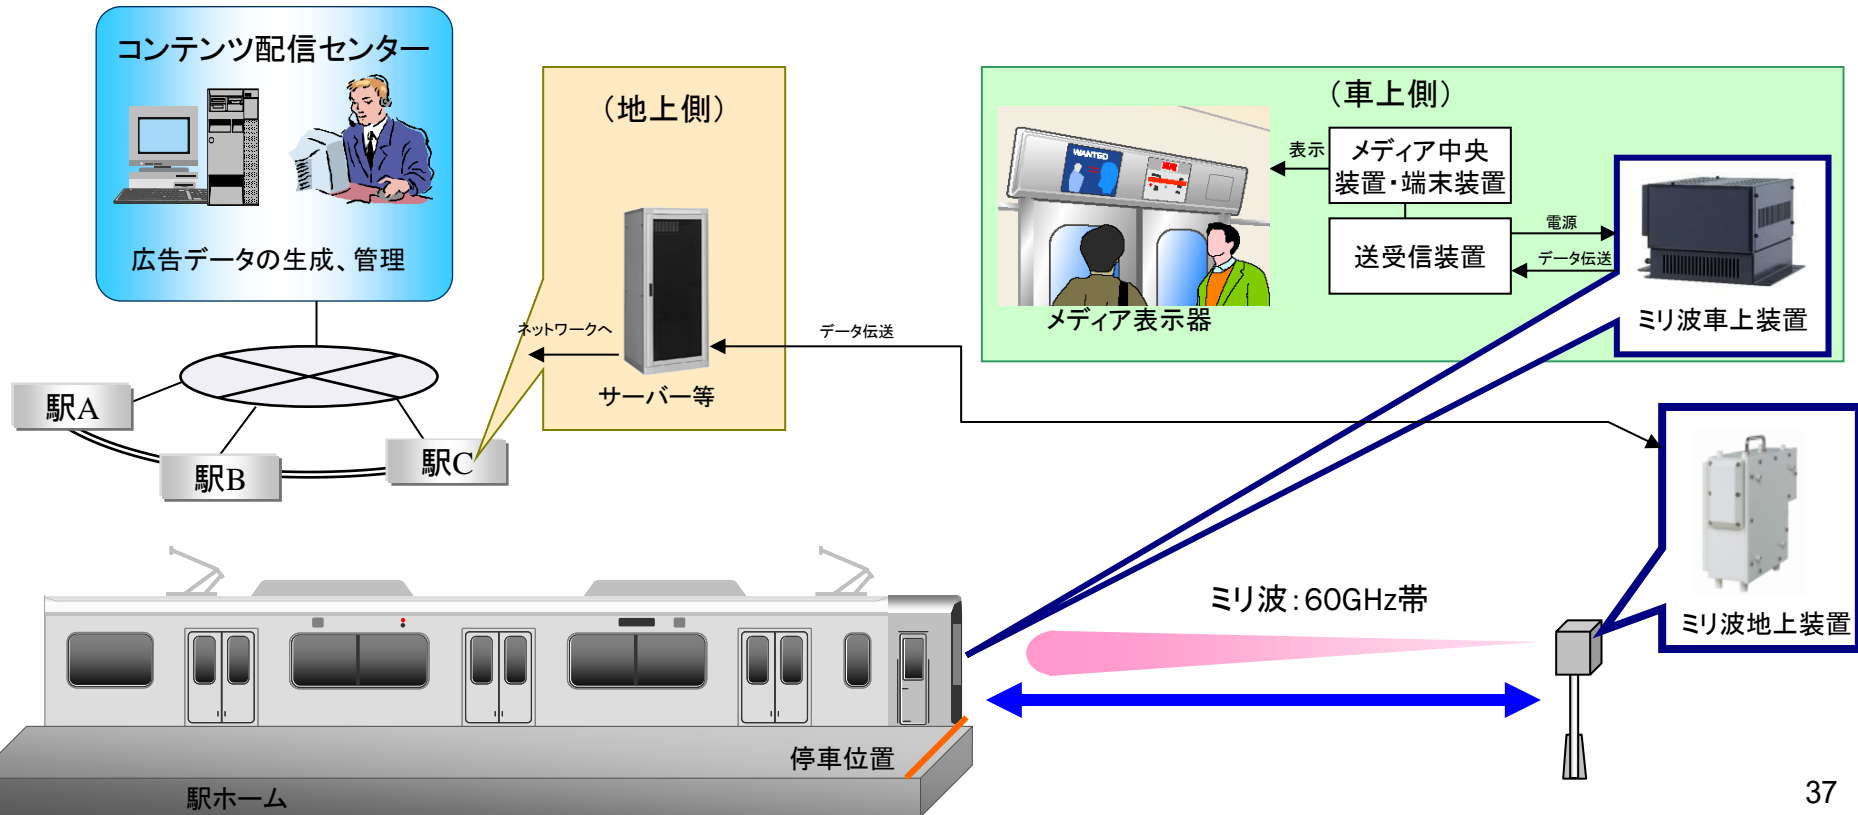 コンテンツ配信センター
広告データの生成、管理
駅A
駅B
駅C
（地上側）
ネットワークへ
サーバー等
データ伝送
（車上側）
WANTED
表示
メディア中央
装置・端末装置
送受信装置
電源
データ伝送
メディア表示器
ミリ波車上装置
ミリ波地上装置
ミリ波：60GHz帯
停車位置
駅ホーム
37